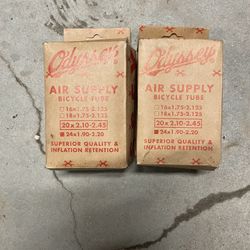 Odyssey
AIR SUPPLY
BICYCLE TUBE
16x1.75-2.125
18x1.75-2.125
20x2.10-2.45
24x1.90-2.20
SUPERIOR QUALITY &
INFLATION RETENTION
Odyssey
AIR SUPPLY
BICYCLE TUBE
16x1.75-2.125
18x1.75-2.125
20x2.10-2.45
24x1.90-2.20
SUPERIOR QUALITY &
INFLATION RETENTION